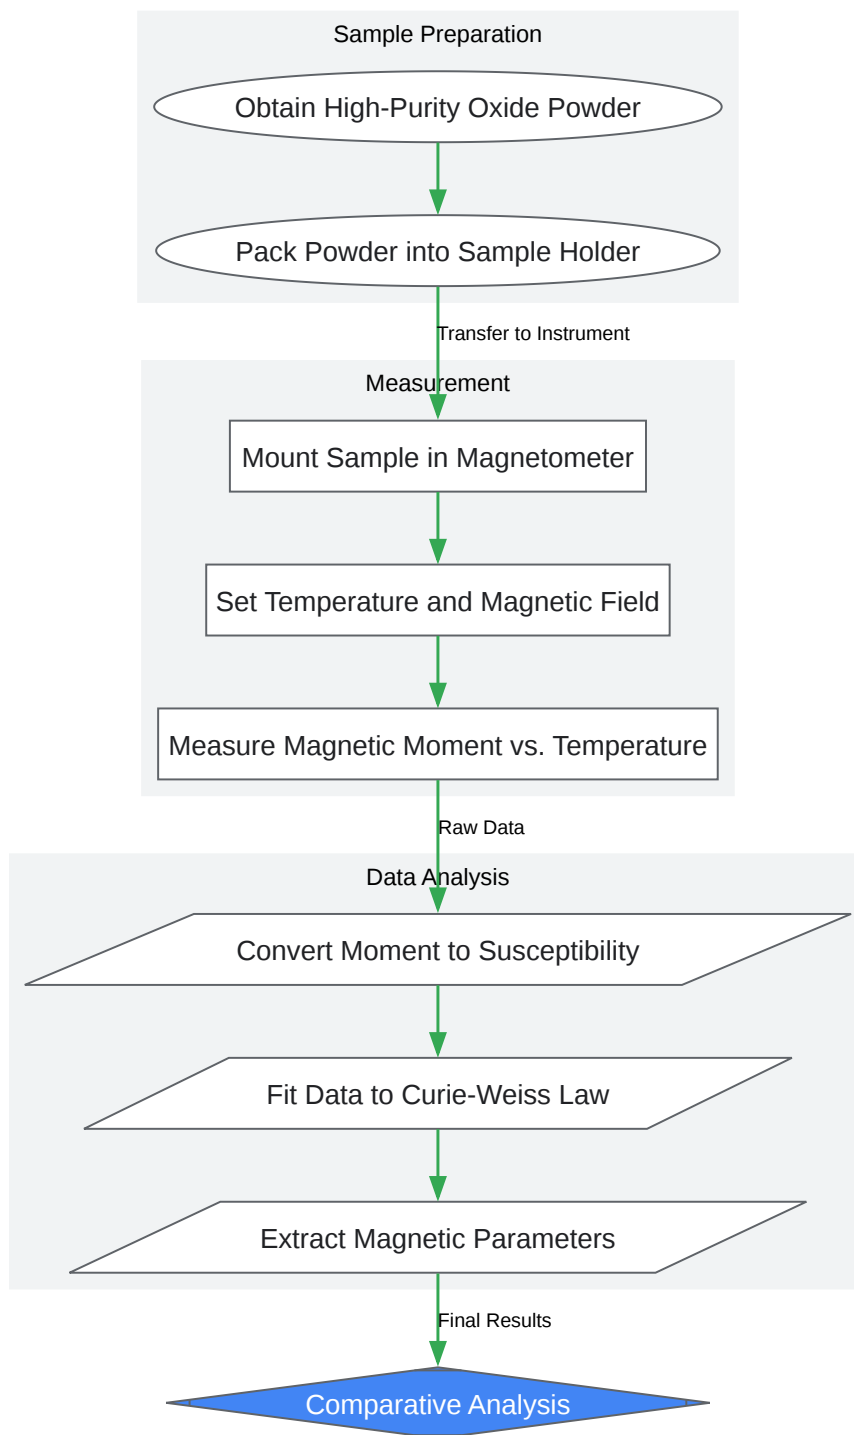 Sample Preparation
Obtain High-Purity Oxide Powder
Pack Powder into Sample Holder
Transfer to Instrument
Measurement
Mount Sample in Magnetometer
Set Temperature and Magnetic Field
Measure Magnetic Moment vs. Temperature
Raw Data
Data Analysis
Convert Moment to Susceptibility
Fit Data to Curie-Weiss Law
Extract Magnetic Parameters
Final Results
Comparative Analysis